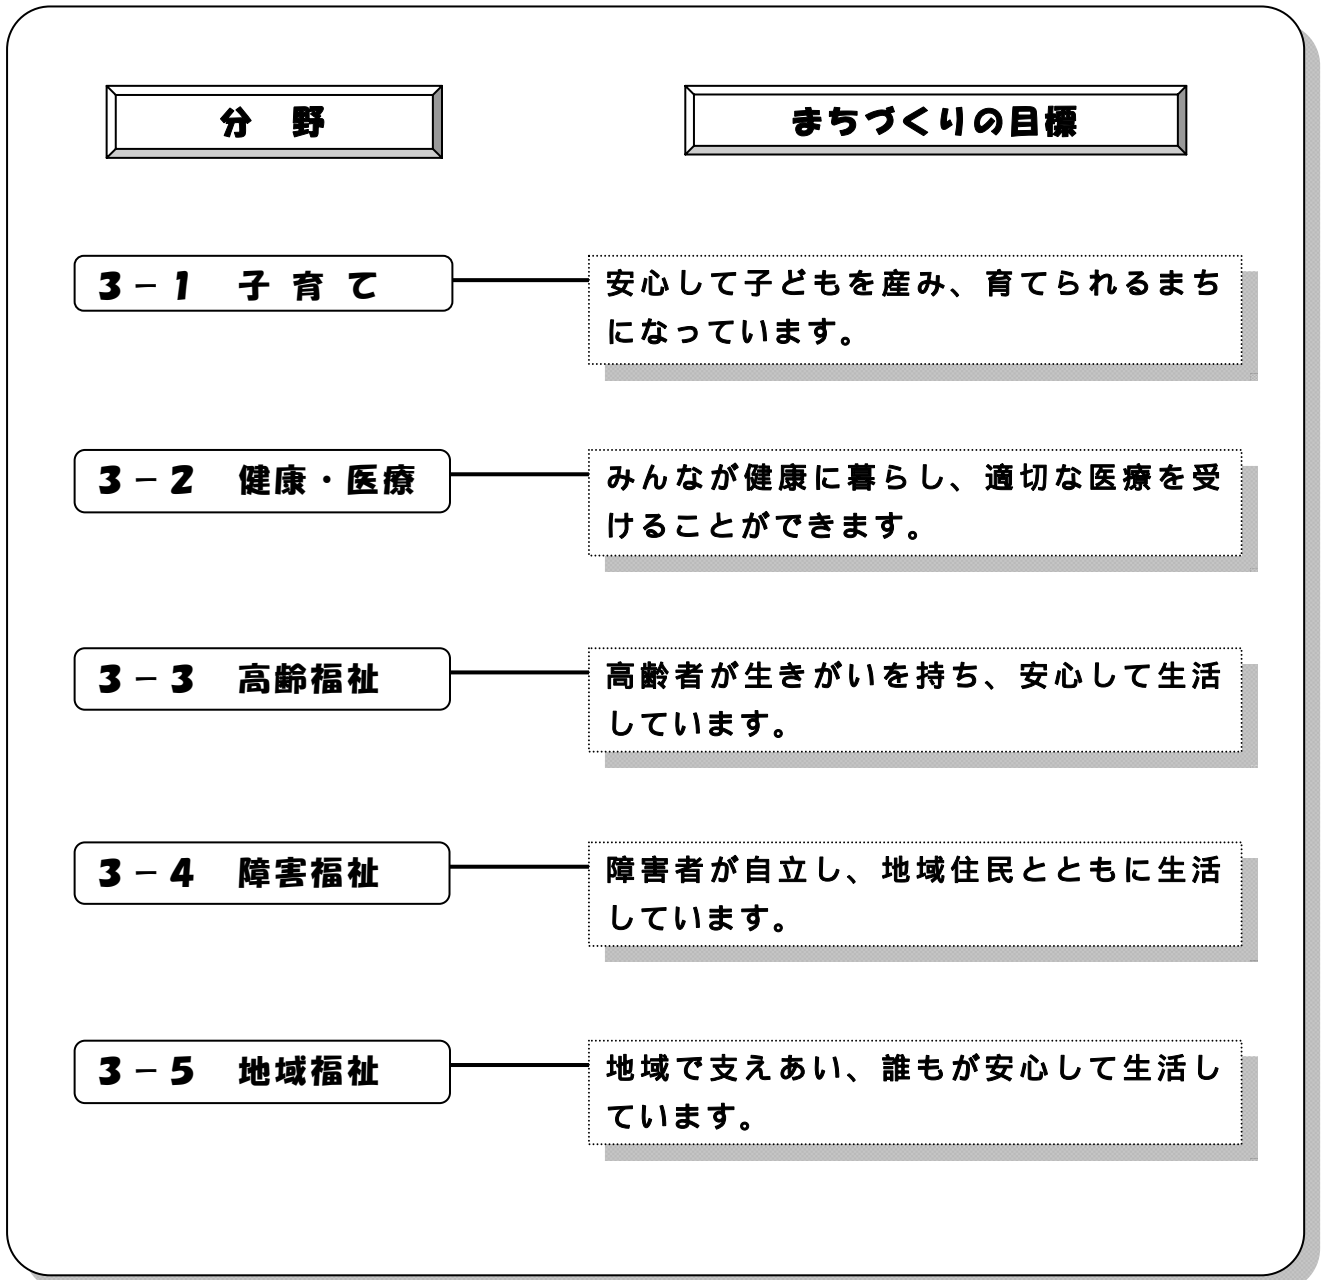 分　野
まちづくりの目標
3－1　子 育 て
安心して子どもを産み、育てられるまち
になっています。
3－2　健康・医療
みんなが健康に暮らし、適切な医療を受
けることができます。
3－3　高齢福祉
高齢者が生きがいを持ち、安心して生活
しています。
3－4　障害福祉
障害者が自立し、地域住民とともに生活
しています。
3－5　地域福祉
地域で支えあい、誰もが安心して生活し
ています。